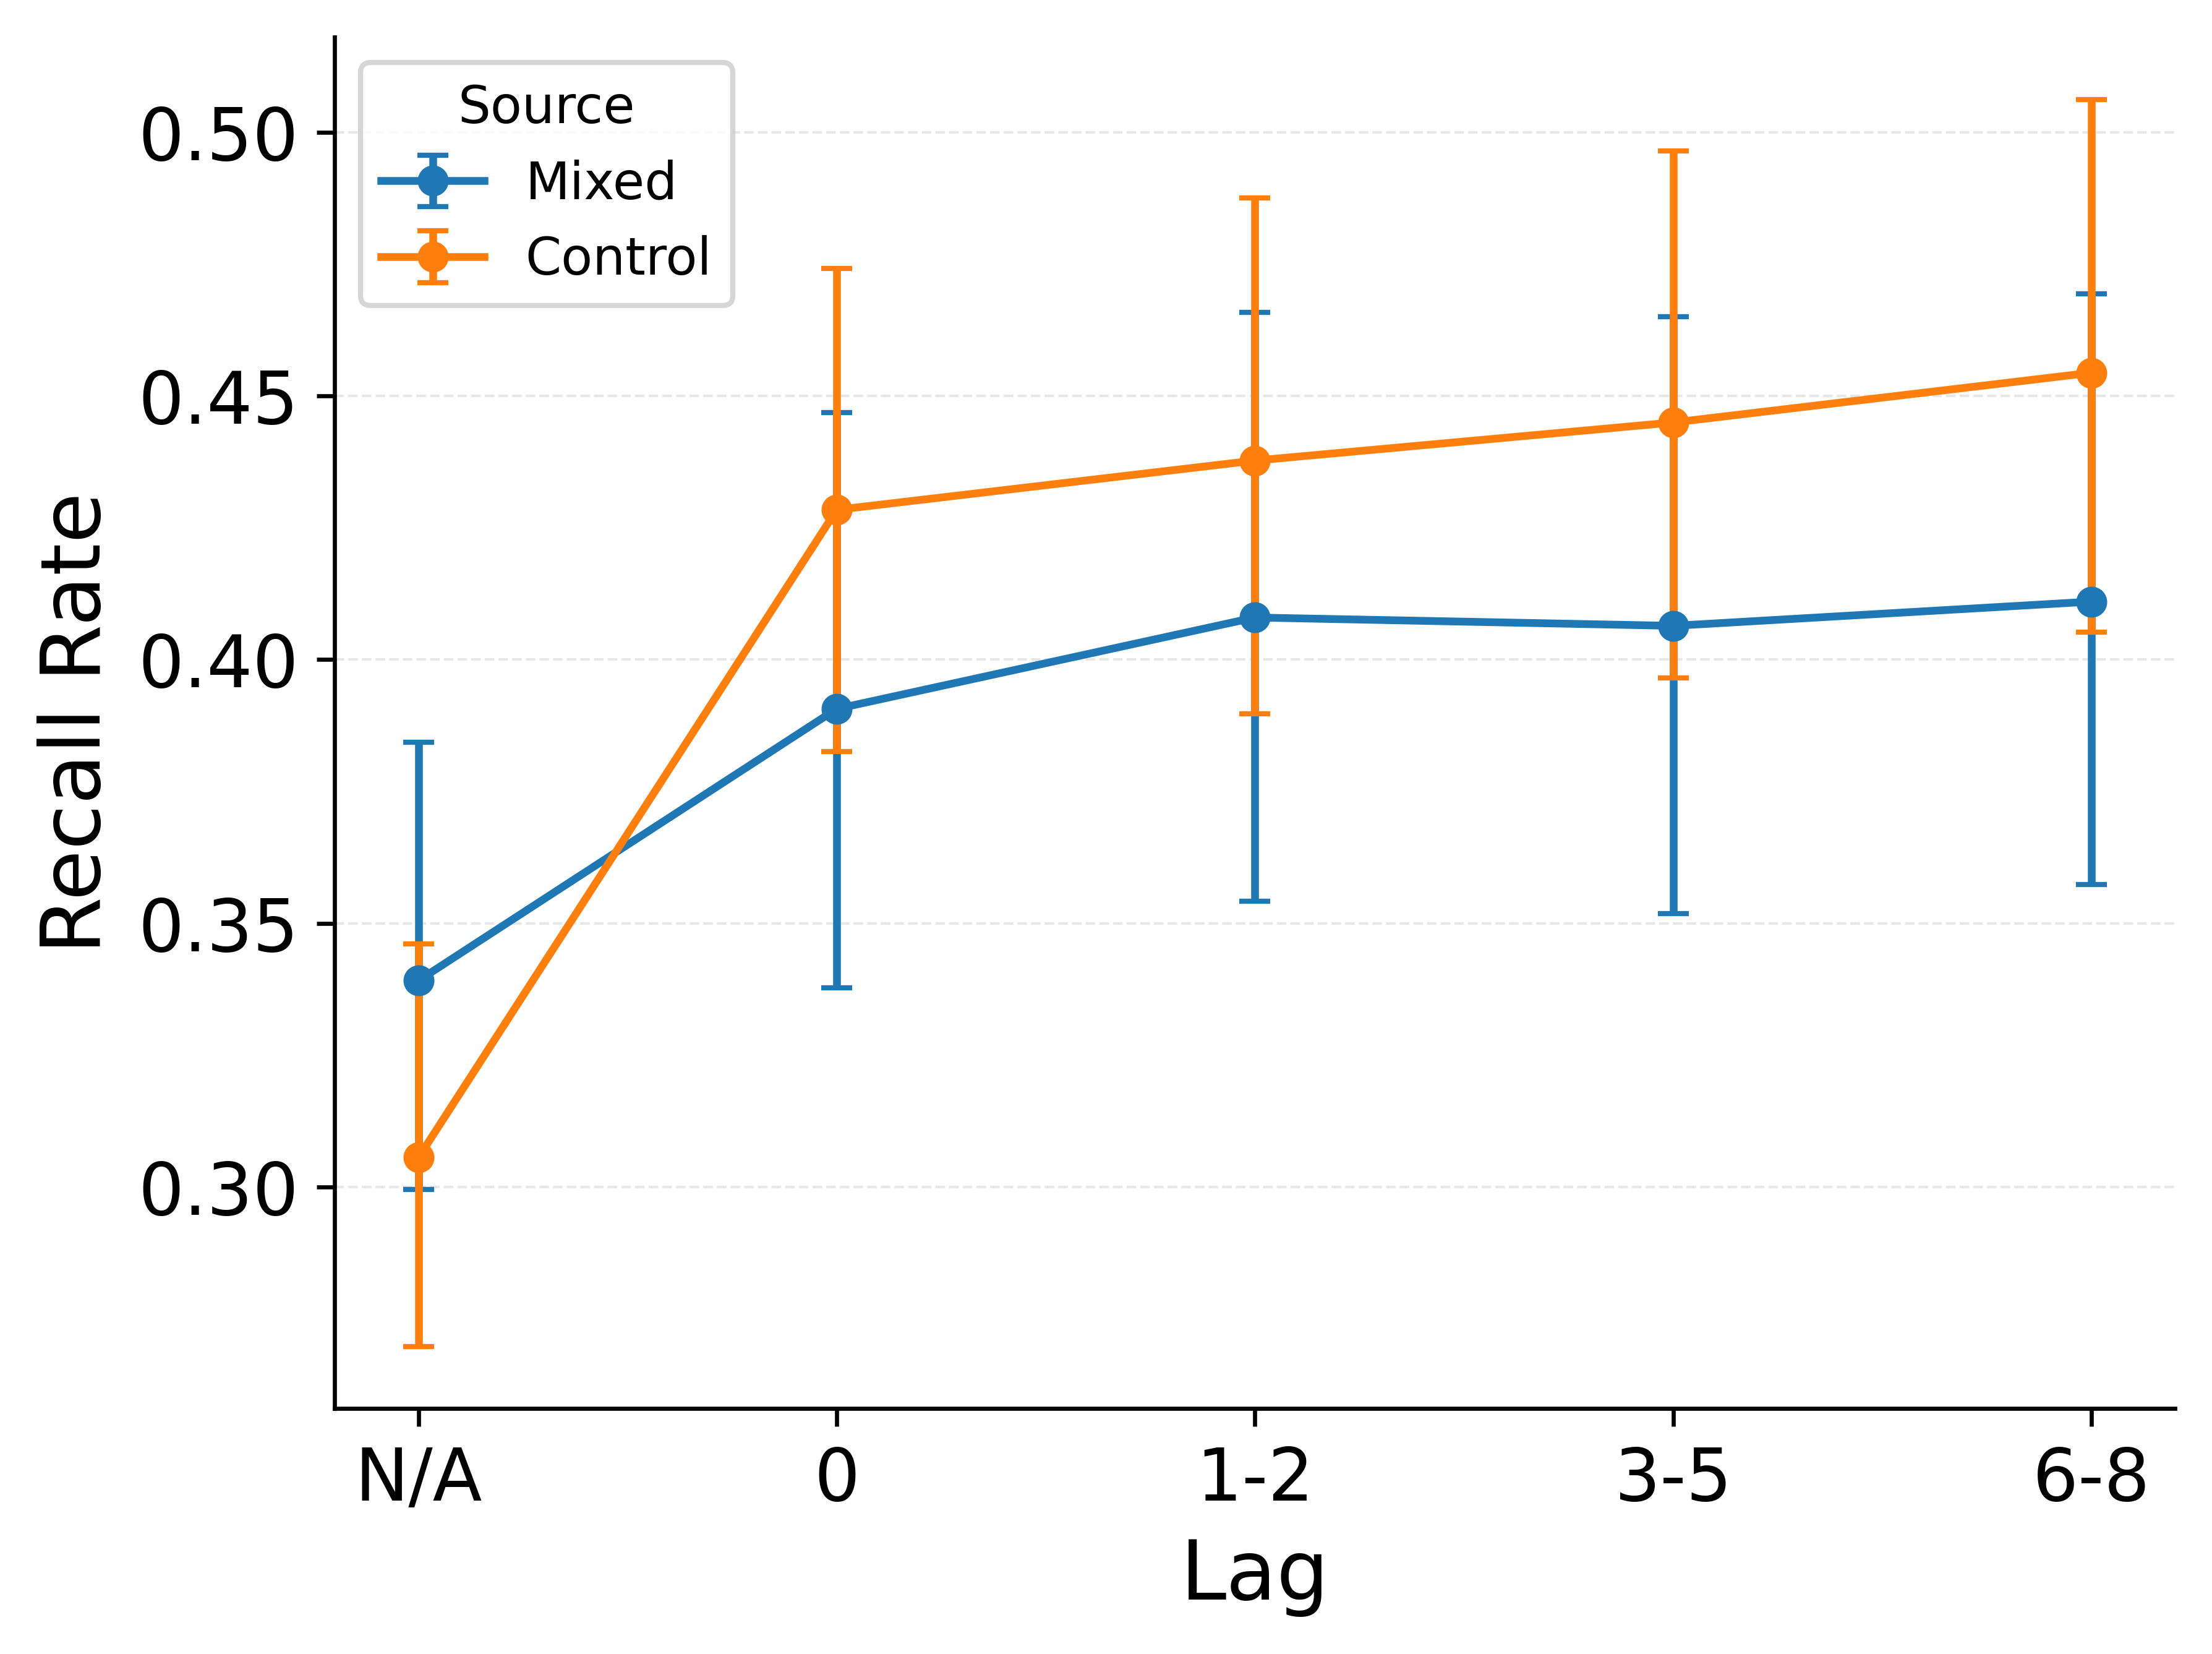 Source
Mixed
Control
0.50
0.45
0.40
0.35
0.30
Recall Rate
N/A 0 1-2 3-5 6-8
Lag